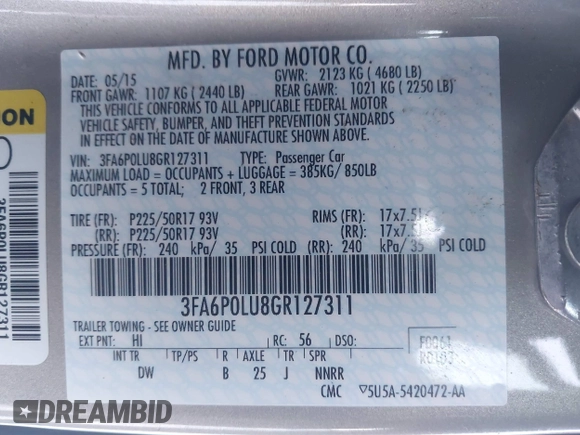 MFD. BY FORD MOTOR CO.
DATE: 05/15 GVWR: 2123 KG ( 4680 LB)
FRONT GAWR: 1107 KG ( 2440 LB) REAR GAWR: 1021 KG ( 2250 LB)
THIS VEHICLE CONFORMS TO ALL APPLICABLE FEDERAL MOTOR
VEHICLE SAFETY, BUMPER, AND THEFT PREVENTION STANDARDS
IN EFFECT ON THE DATE OF MANUFACTURE SHOWN ABOVE.
VIN: 3FA6P0LU8GR127311 TYPE: Passenger Car
MAXIMUM LOAD = OCCUPANTS + LUGGAGE = 385KG/ 850LB
OCCUPANTS = 5 TOTAL; 2 FRONT, 3 REAR
TIRE (FR): P225/50R17 93V RIMS (FR): 17x7.5J
(RR): P225/50R17 93V (RR): 17x7.5J
PRESSURE (FR): 240 kPa/ 35 PSI COLD (RR): 240 kPa/ 35 PSI COLD
3FA6P0LU8GR127311
TRAILER TOWING - SEE OWNER GUIDE
EXT PNT: HI RC: 56 DSO:
INT TR TP/PS R AXLE TR SPR
DW B 25 J NNRR
CMC ▽5U5A-5420472-AA
3FA6P0LU8GR127311
DREAMBID